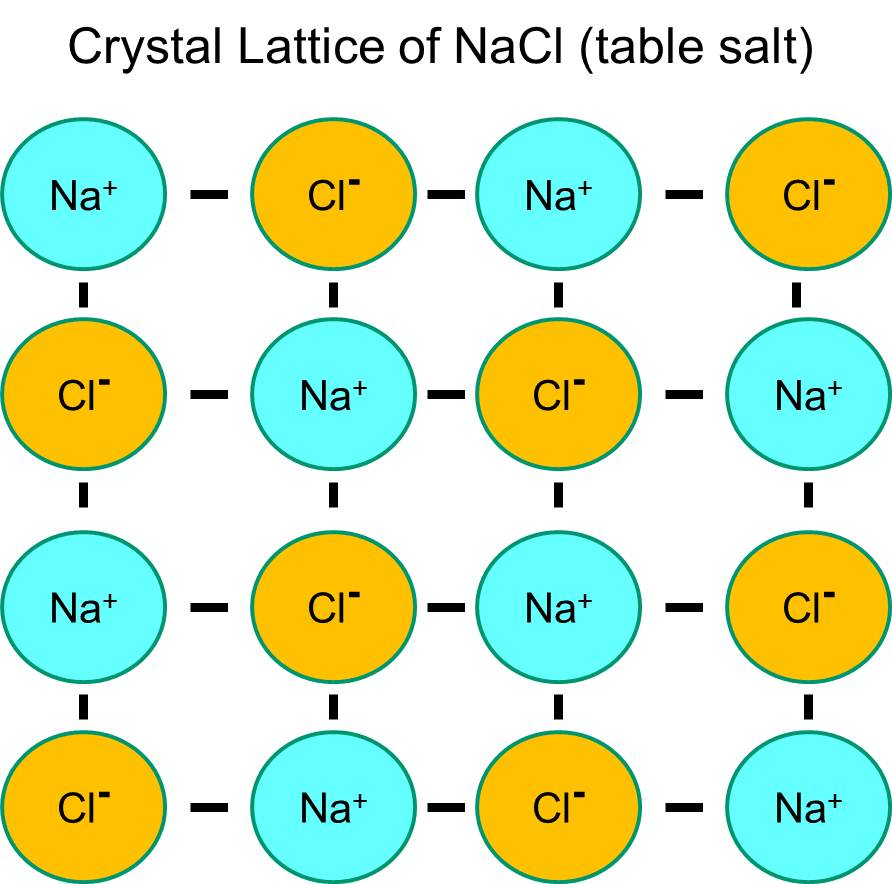 Crystal Lattice of NaCl (table salt)
Na⁺ Cl⁻ Na⁺ Cl⁻
Cl⁻ Na⁺ Cl⁻ Na⁺
Na⁺ Cl⁻ Na⁺ Cl⁻
Cl⁻ Na⁺ Cl⁻ Na⁺